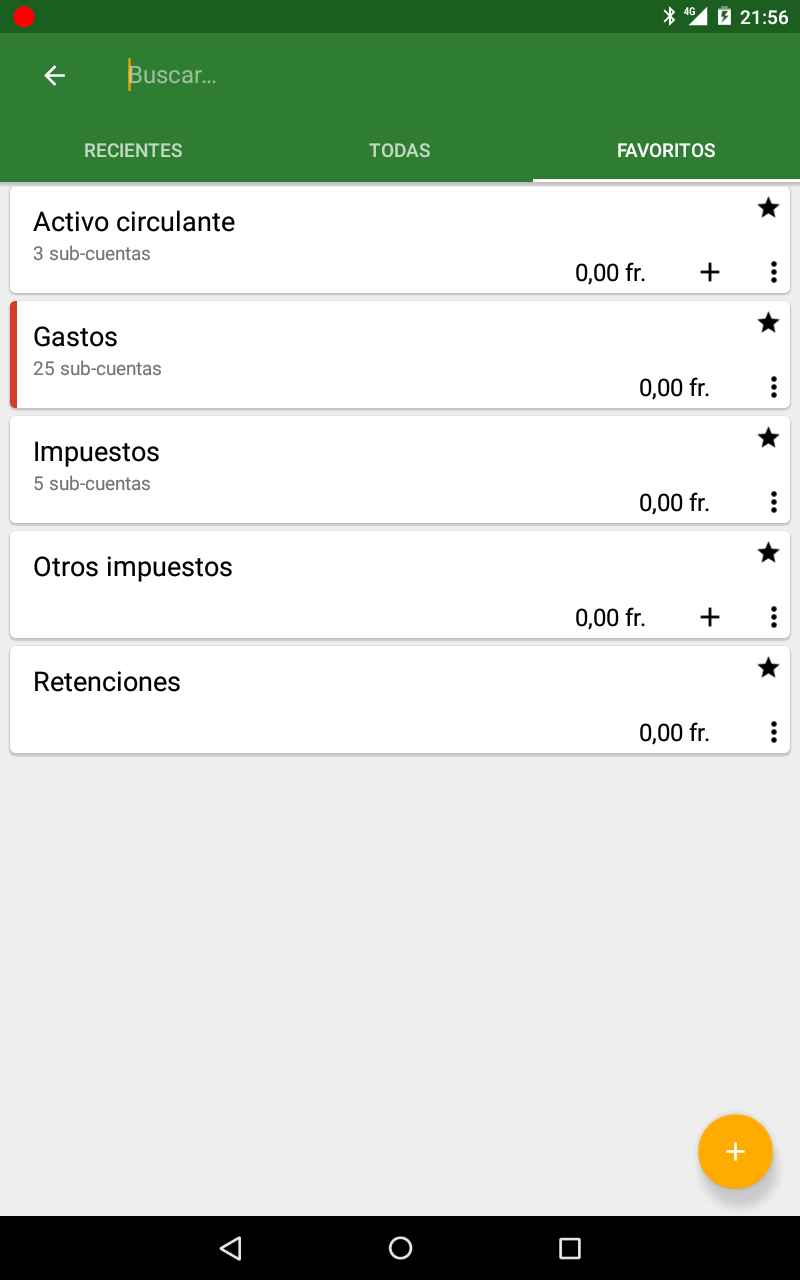 4G 21:56
Buscar...
RECIENTES TODAS FAVORITOS
Activo circulante
3 sub-cuentas
0,00 fr.
Gastos
25 sub-cuentas
0,00 fr.
Impuestos
5 sub-cuentas
0,00 fr.
Otros impuestos
0,00 fr.
Retenciones
0,00 fr.